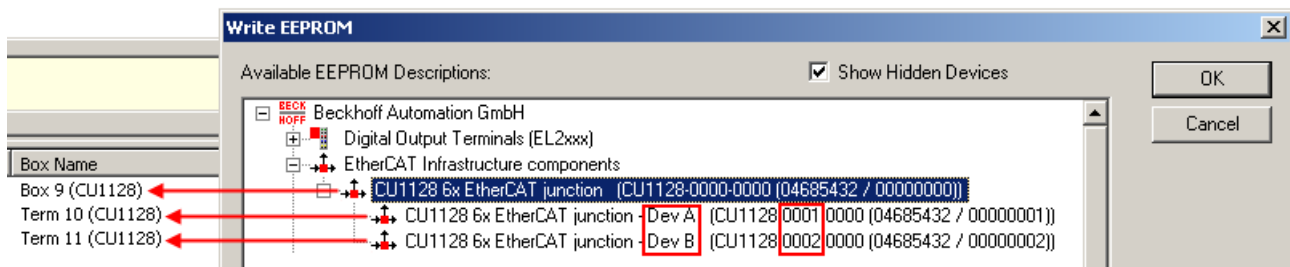 Write EEPROM
Available EEPROM Descriptions:
Show Hidden Devices
OK
Cancel
BECK
HOFF
Beckhoff Automation GmbH
Digital Output Terminals (EL2xxx)
EtherCAT Infrastructure components
Box Name
Box 9 (CU1128)
CU1128 6x EtherCAT junction (CU1128-0000-0000 (04685432 / 00000000))
Term 10 (CU1128)
CU1128 6x EtherCAT junction - Dev A (CU1128 0001 0000 (04685432 / 00000001))
Term 11 (CU1128)
CU1128 6x EtherCAT junction - Dev B (CU1128 0002 0000 (04685432 / 00000002))